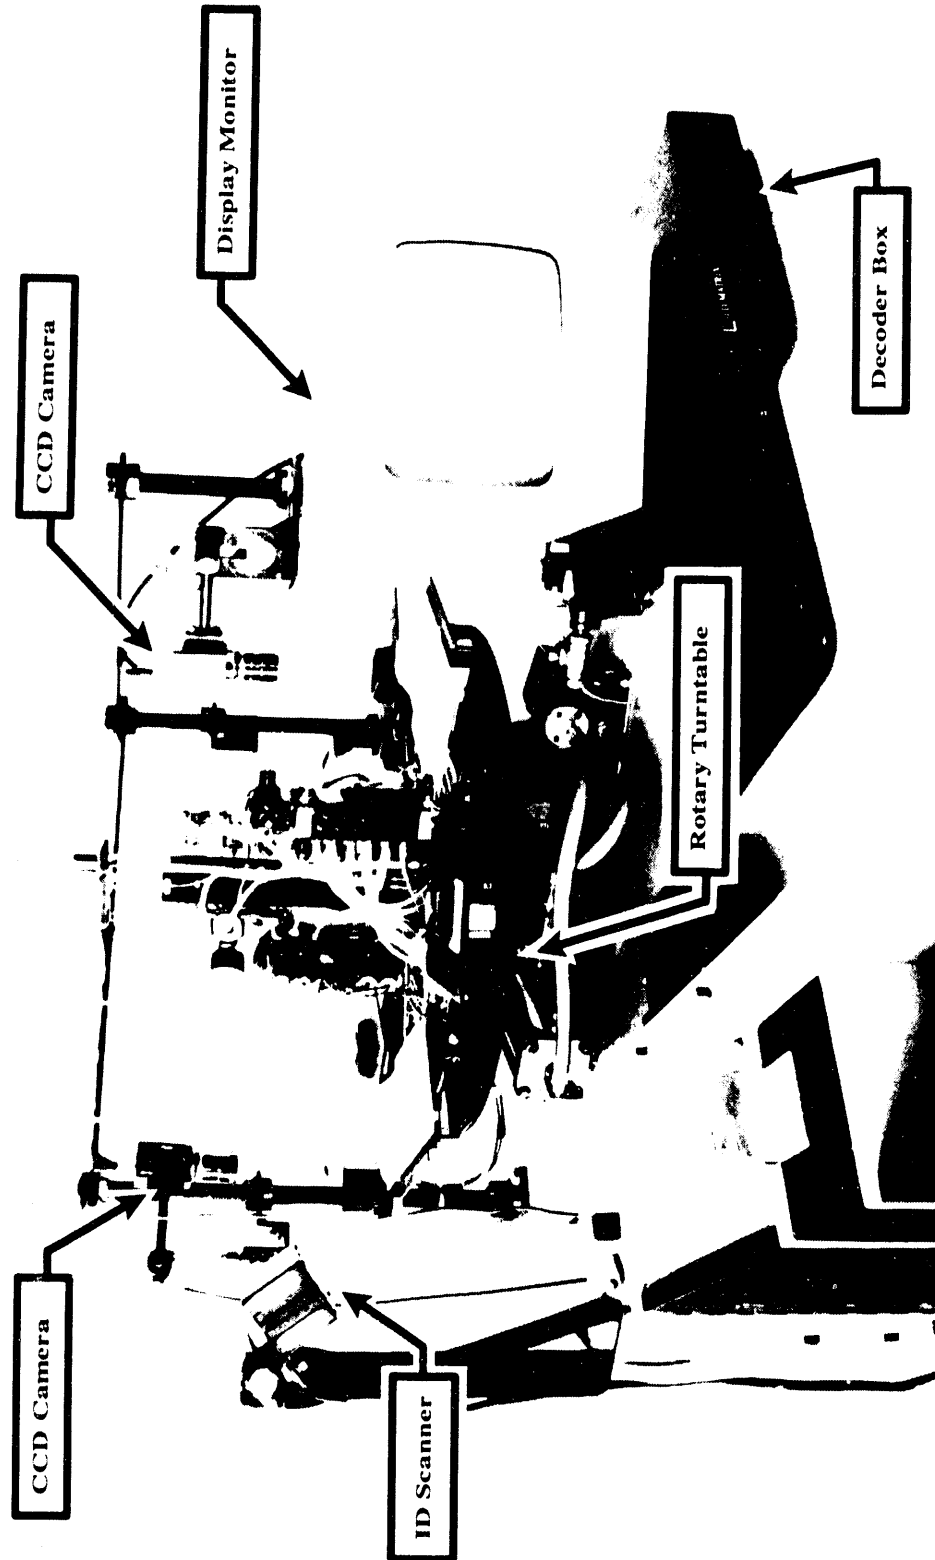 CCD Camera
CCD Camera
Display Monitor
ID Scanner
Rotary Turntable
Decoder Box